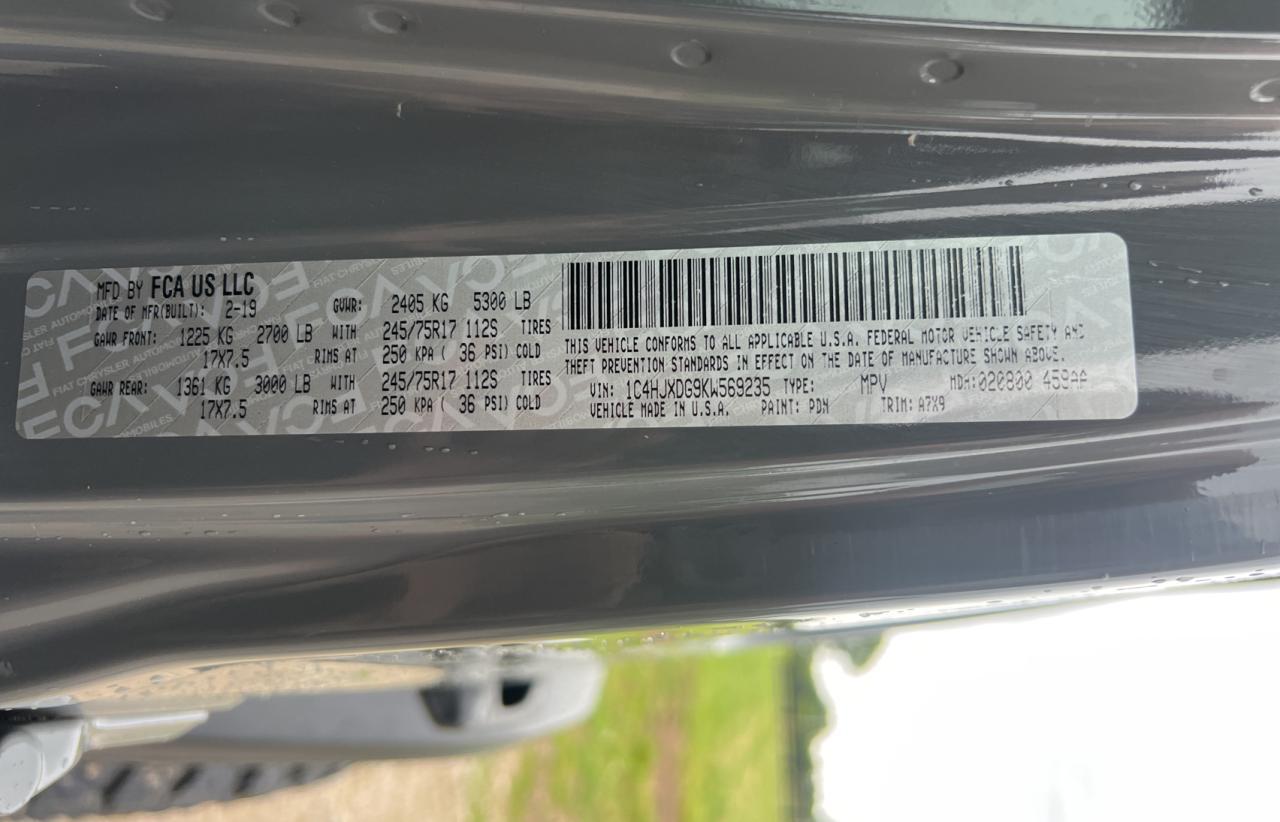 MFD BY FCA US LLC
DATE OF MFR(BUILT): 2-19 GVWR: 2405 KG 5300 LB
GAWR FRONT: 1225 KG 2700 LB WITH 245/75R17 112S TIRES
17X7.5 RIMS AT 250 KPA ( 36 PSI) COLD
GAWR REAR: 1361 KG 3000 LB WITH 245/75R17 112S TIRES
17X7.5 RIMS AT 250 KPA ( 36 PSI) COLD
THIS VEHICLE CONFORMS TO ALL APPLICABLE U.S.A. FEDERAL MOTOR VEHICLE SAFETY AND
THEFT PREVENTION STANDARDS IN EFFECT ON THE DATE OF MANUFACTURE SHOWN ABOVE.
VIN: 1C4HJXDG9KW569235 TYPE: MPV MDH:020800 459AA
VEHICLE MADE IN U.S.A. PAINT: PDN TRIM: A7X9